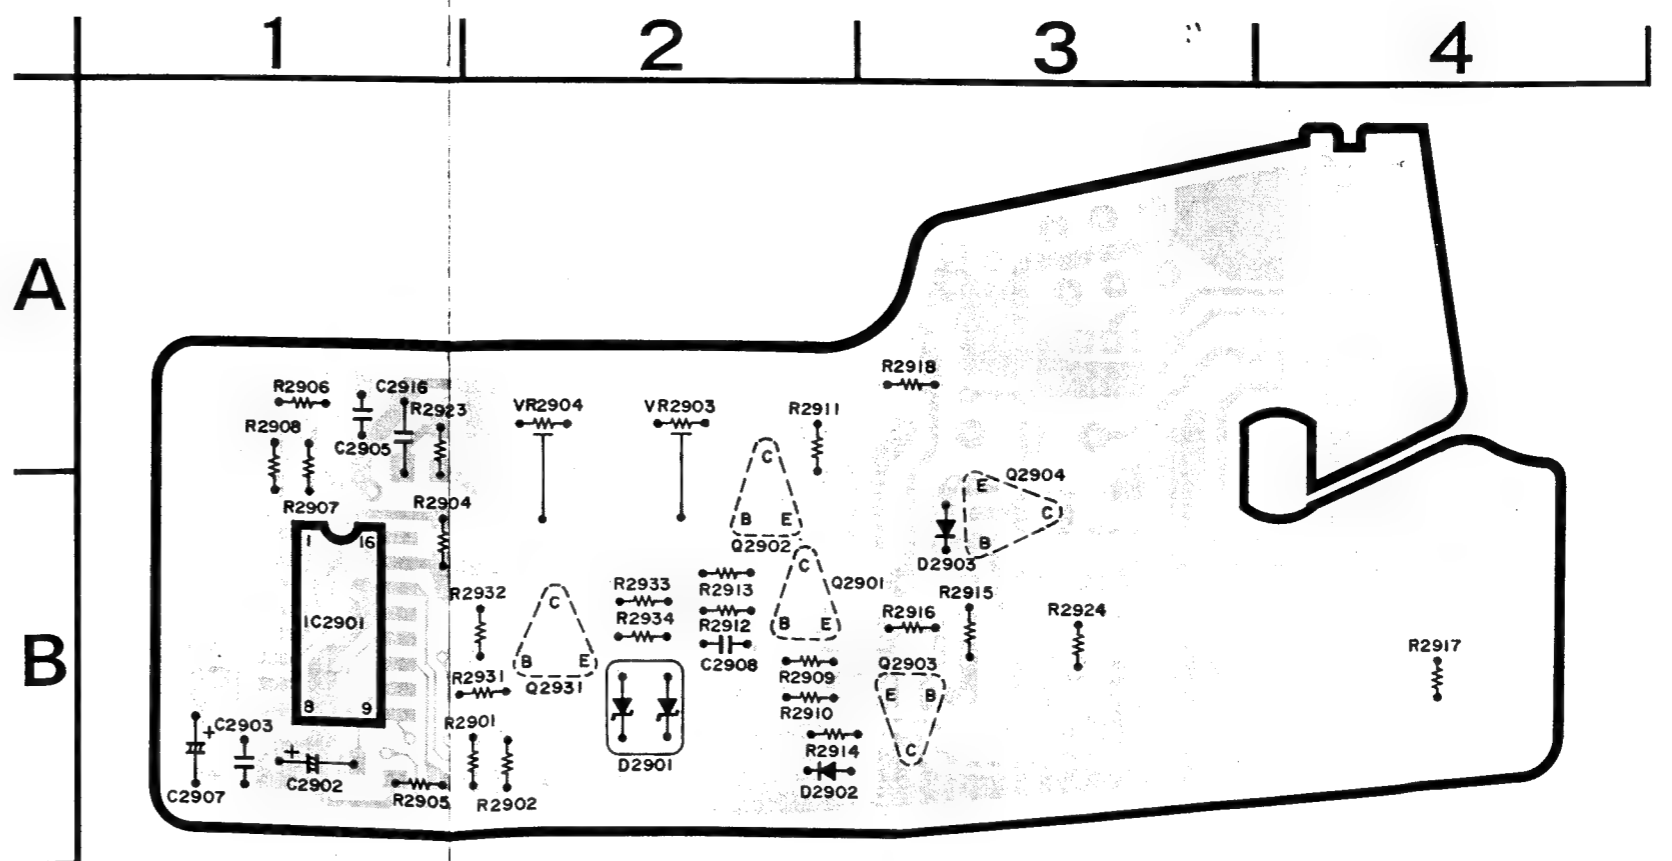 1 2 3 4
A
R2918
R2906 C2916
R2923 VR2904 VR2903 R2911
R2908
C2905
C
R2907 R2904
E Q2904
C
B E
B
Q2902
D2903
1 16
C
R2933 Q2901
R2932 R2913
C
R2934 R2912
R2916 R2915 R2924
IC2901
B E
B
R2917
B E
C2908
Q2903
R2931 Q2931
R2909
E B
8 9
R2910
C2903 R2901
+
+
R2914
C
D2901
C2907 C2902 R2905 R2902
D2902